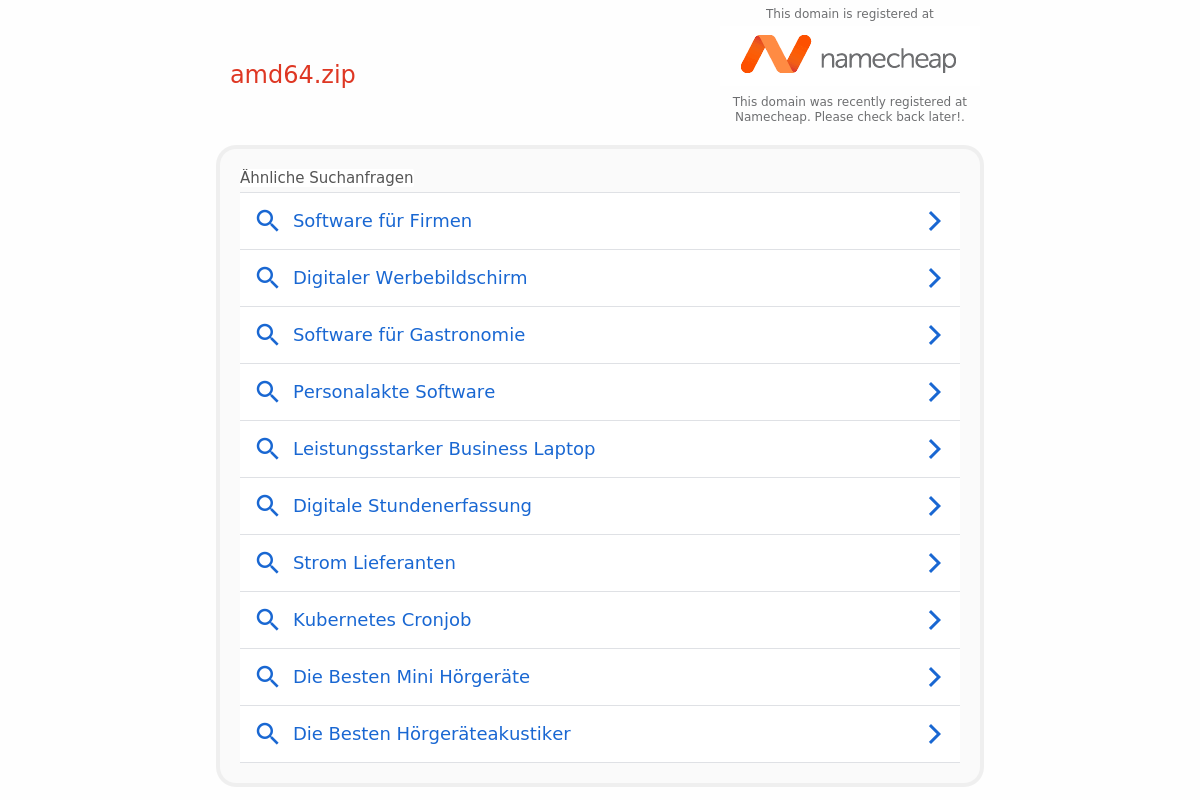 This domain is registered at
namecheap
amd64.zip
This domain was recently registered at
Namecheap. Please check back later!.
Ähnliche Suchanfragen
Software für Firmen
Digitaler Werbebildschirm
Software für Gastronomie
Personalakte Software
Leistungsstarker Business Laptop
Digitale Stundenerfassung
Strom Lieferanten
Kubernetes Cronjob
Die Besten Mini Hörgeräte
Die Besten Hörgeräteakustiker